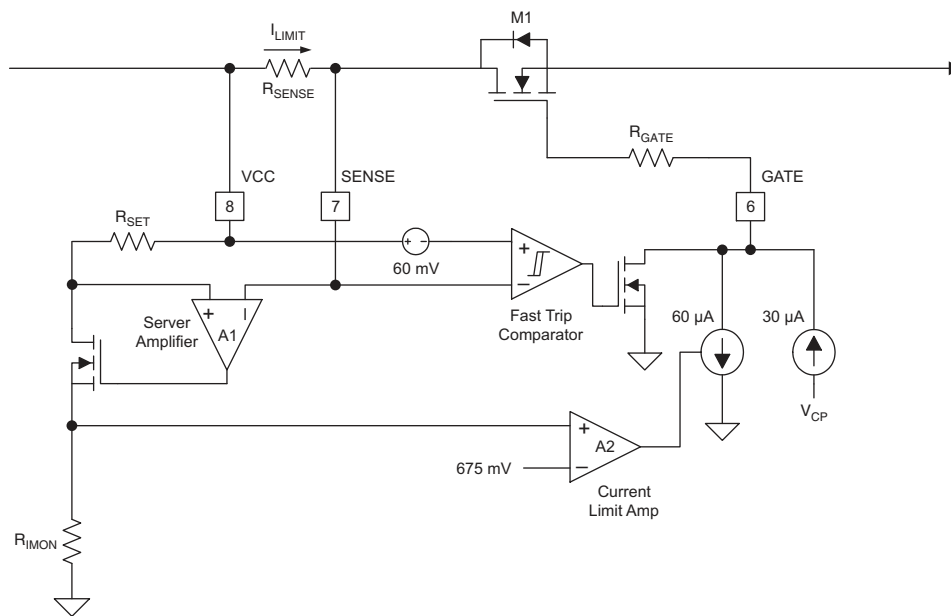 M1
I_LIMIT
R_SENSE
R_GATE
VCC
SENSE
GATE
8
7
6
R_SET
+ -
60 mV
+
−
Fast Trip
Comparator
60 µA
30 µA
Server
Amplifier
+ −
A1
V_CP
+
A2
−
675 mV
Current
Limit Amp
R_IMON